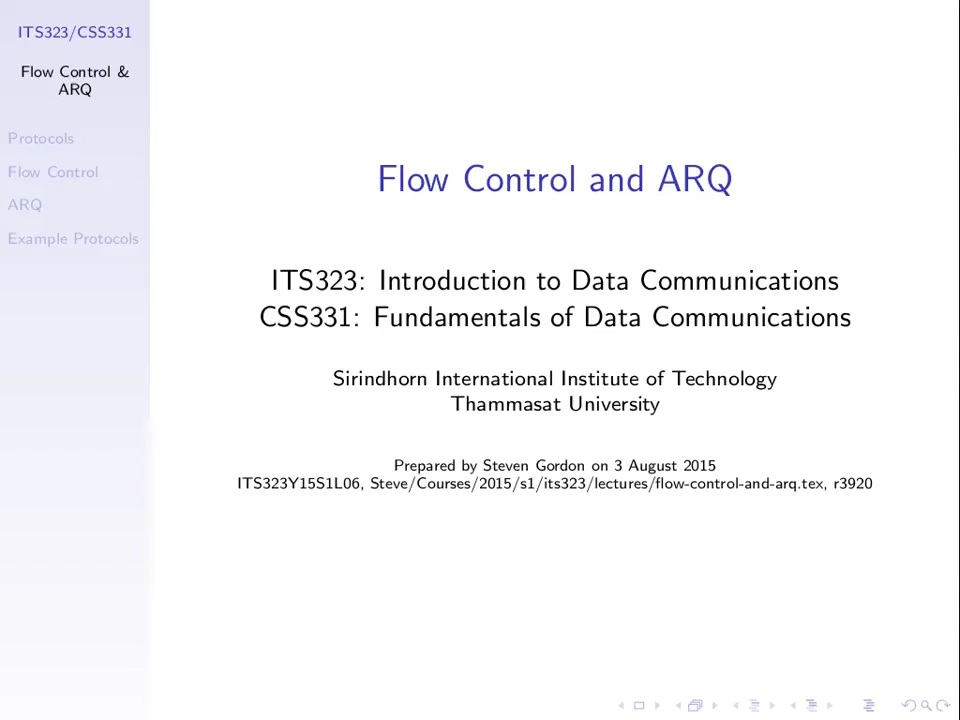 ITS323/CSS331
Flow Control &
ARQ
Protocols
Flow Control
ARQ
Example Protocols
Flow Control and ARQ
ITS323: Introduction to Data Communications
CSS331: Fundamentals of Data Communications
Sirindhorn International Institute of Technology
Thammasat University
Prepared by Steven Gordon on 3 August 2015
ITS323Y15S1L06, Steve/Courses/2015/s1/its323/lectures/flow-control-and-arq.tex, r3920